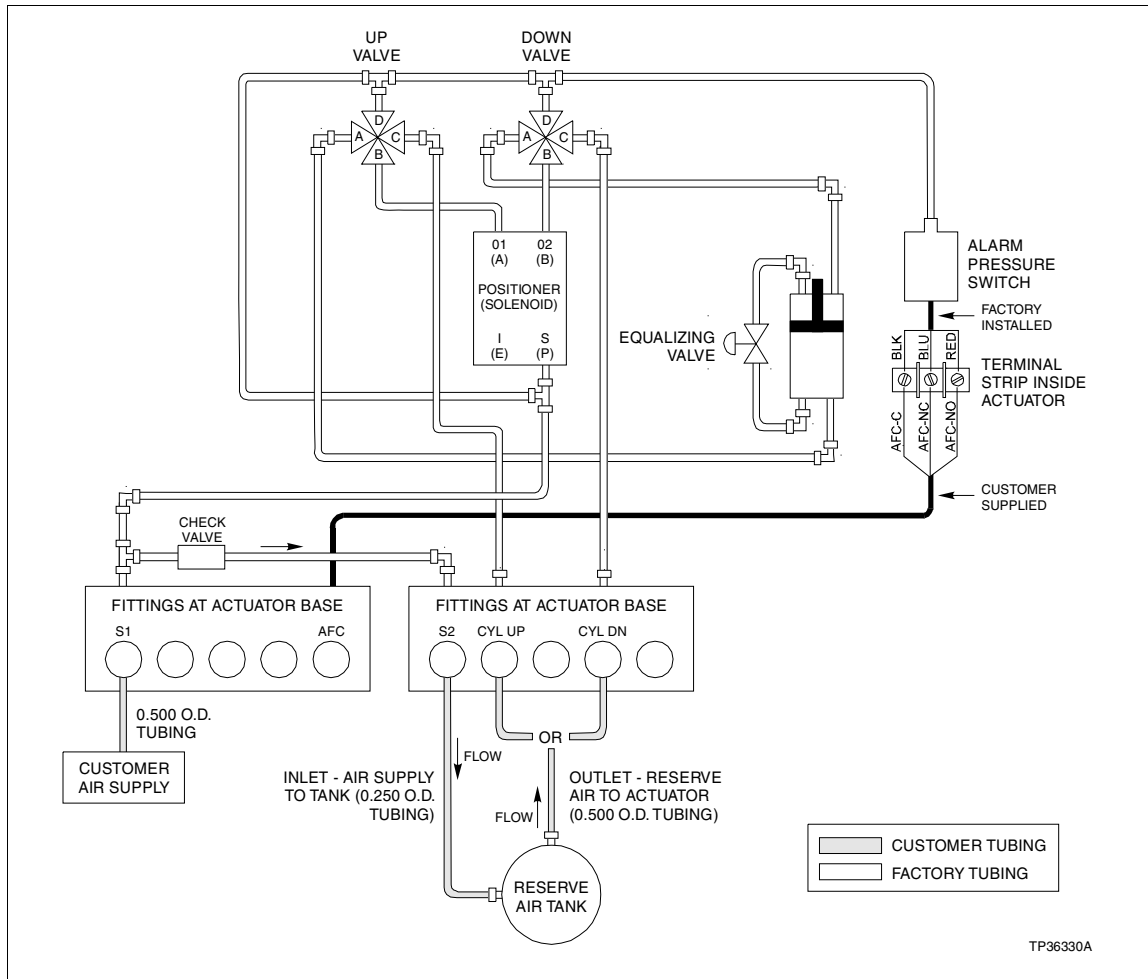 UP
VALVE
DOWN
VALVE
D
A
C
B
D
A
C
B
01
(A)
02
(B)
POSITIONER
(SOLENOID)
I
(E)
S
(P)
EQUALIZING
VALVE
ALARM
PRESSURE
SWITCH
FACTORY
INSTALLED
BLK
BLU
RED
TERMINAL
STRIP INSIDE
ACTUATOR
AFC-C
AFC-NC
AFC-NO
CUSTOMER
SUPPLIED
CHECK
VALVE
FITTINGS AT ACTUATOR BASE
S1
AFC
FITTINGS AT ACTUATOR BASE
S2
CYL UP
CYL DN
0.500 O.D.
TUBING
CUSTOMER
AIR SUPPLY
OR
FLOW
INLET - AIR SUPPLY
TO TANK (0.250 O.D.
TUBING)
FLOW
OUTLET - RESERVE
AIR TO ACTUATOR
(0.500 O.D. TUBING)
RESERVE
AIR TANK
CUSTOMER TUBING
FACTORY TUBING
TP36330A